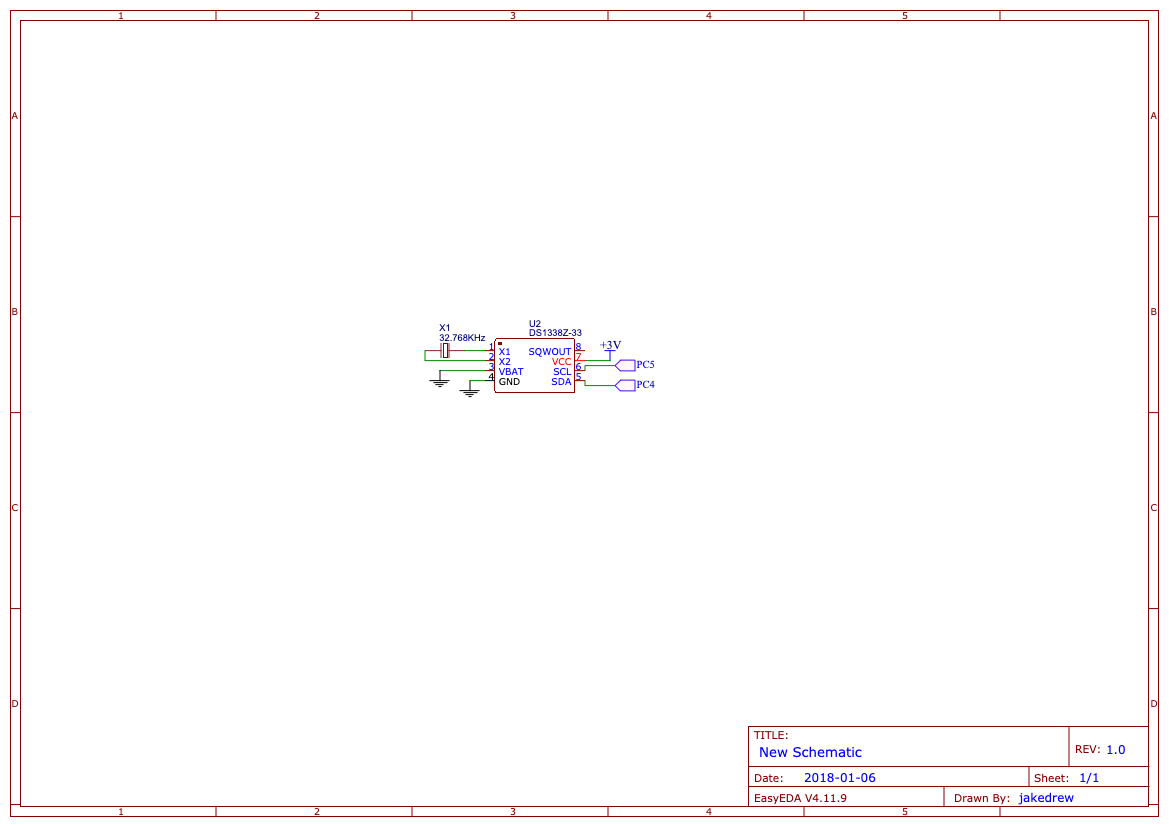 1 2 3 4 5
A A
B B
C C
D D
X1
32.768KHz
U2
DS1338Z-33
1 X1
2 X2
3 VBAT
4 GND
SQWOUT 8
VCC 7
SCL 6
SDA 5
+3V
PC5
PC4
TITLE:
New Schematic
REV: 1.0
Date: 2018-01-06
Sheet: 1/1
EasyEDA V4.11.9
Drawn By: jakedrew
1 2 3 4 5